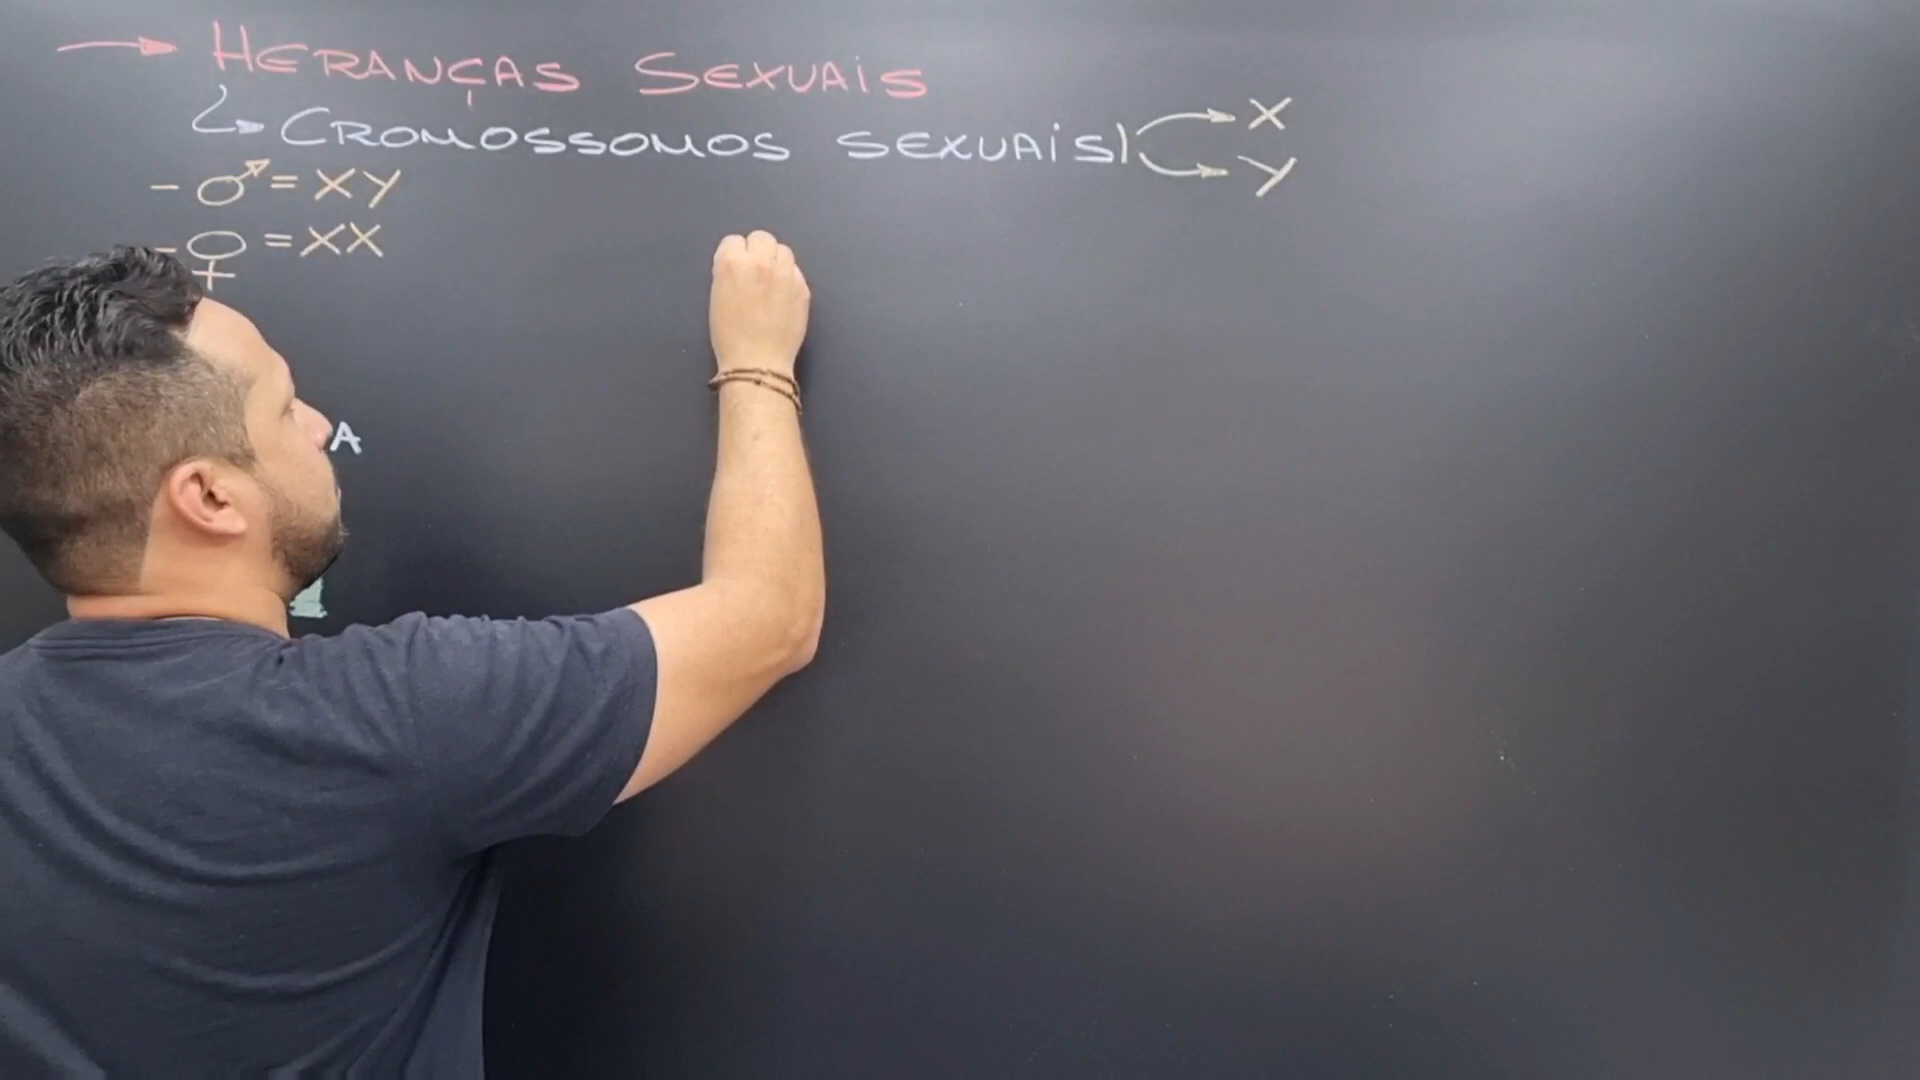 → HERANÇAS SEXUAIS
↳ CROMOSSOMOS SEXUAIS → X
→ Y
- ♂ = XY
- ♀ = XX
A